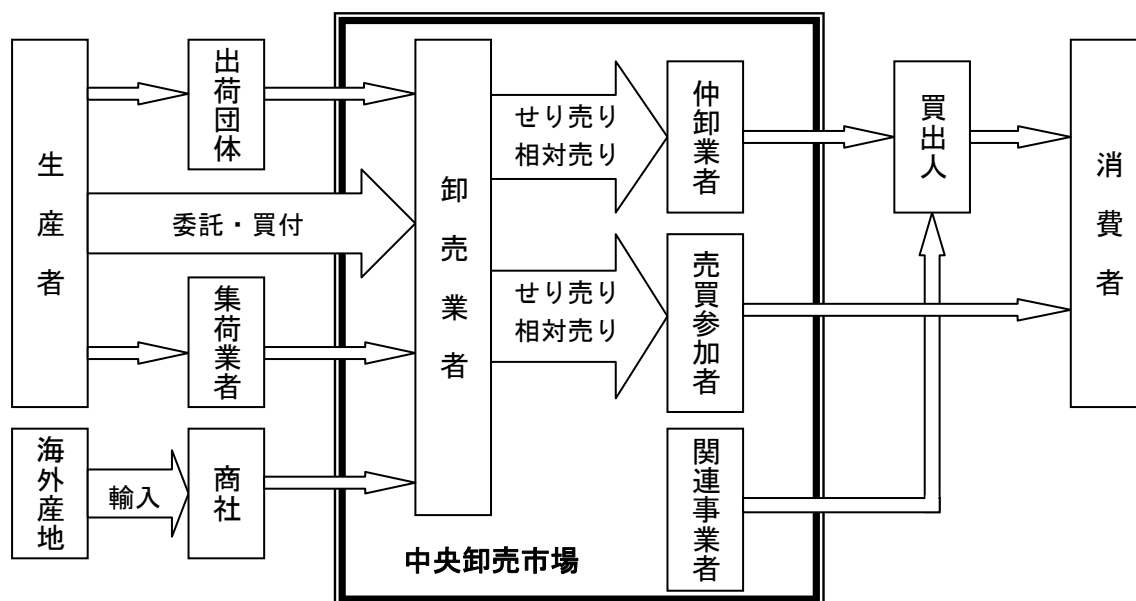 生産者
出荷団体
委託・買付
集荷業者
海外産地
輸入
商社
卸売業者
せり売り
相対売り
せり売り
相対売り
仲卸業者
売買参加者
関連事業者
中央卸売市場
買出人
消費者